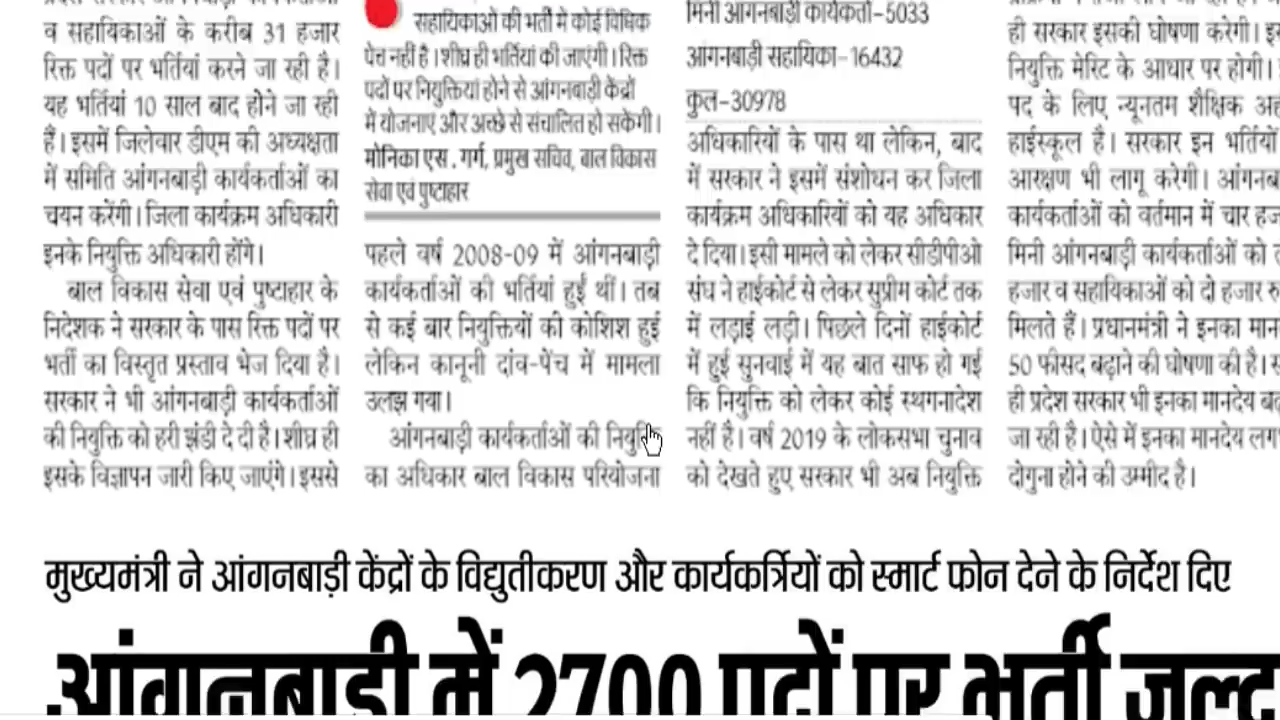 व सहायिकाओं के करीब 31 हजार
रिक्त पदों पर भर्तियां करने जा रही है।
यह भर्तियां 10 साल बाद होने जा रही
हैं। इसमें जिलेवार डीएम की अध्यक्षता
में समिति आंगनबाड़ी कार्यकर्ताओं का
चयन करेंगी। जिला कार्यक्रम अधिकारी
इनके नियुक्ति अधिकारी होंगे।
बाल विकास सेवा एवं पुष्टाहार के
निदेशक ने सरकार के पास रिक्त पदों पर
भर्ती का विस्तृत प्रस्ताव भेज दिया है।
सरकार ने भी आंगनबाड़ी कार्यकर्ताओं
की नियुक्ति को हरी झंडी दे दी है। शीघ्र ही
इसके विज्ञापन जारी किए जाएंगे। इससे
सहायिकाओं की भर्ती में कोई विधिक
पेच नहीं है। शीघ्र ही भर्तियां की जाएंगी। रिक्त
पदों पर नियुक्तियां होने से आंगनबाड़ी केंद्रों
में योजनाएं और अच्छे से संचालित हो सकेंगी।
मोनिका एस. गर्ग, प्रमुख सचिव, बाल विकास
सेवा एवं पुष्टाहार
पहले वर्ष 2008-09 में आंगनबाड़ी
कार्यकर्ताओं की भर्तियां हुईं थीं। तब
से कई बार नियुक्तियों की कोशिश हुई
लेकिन कानूनी दांव-पेंच में मामला
उलझ गया।
आंगनबाड़ी कार्यकर्ताओं की नियुक्ति
का अधिकार बाल विकास परियोजना
मिनी आंगनबाड़ी कार्यकर्ता-5033
आंगनबाड़ी सहायिका-16432
कुल-30978
अधिकारियों के पास था लेकिन, बाद
में सरकार ने इसमें संशोधन कर जिला
कार्यक्रम अधिकारियों को यह अधिकार
दे दिया। इसी मामले को लेकर सीडीपीओ
संघ ने हाईकोर्ट से लेकर सुप्रीम कोर्ट तक
में लड़ाई लड़ी। पिछले दिनों हाईकोर्ट
में हुई सुनवाई में यह बात साफ हो गई
कि नियुक्ति को लेकर कोई स्थगनादेश
नहीं है। वर्ष 2019 के लोकसभा चुनाव
को देखते हुए सरकार भी अब नियुक्ति
ही सरकार इसकी घोषणा करेगी।
नियुक्ति मेरिट के आधार पर होगी।
पद के लिए न्यूनतम शैक्षिक
हाईस्कूल है। सरकार इन भर्तियों
आरक्षण भी लागू करेगी।
कार्यकर्ताओं को वर्तमान में चार
मिनी आंगनबाड़ी कार्यकर्ताओं को
हजार व सहायिकाओं को दो हजार
मिलते हैं। प्रधानमंत्री ने इनका
50 फीसद बढ़ाने की घोषणा की है।
ही प्रदेश सरकार भी इनका मानदेय
जा रही है। ऐसे में इनका मानदेय
दोगुना होने की उम्मीद है।
मुख्यमंत्री ने आंगनबाड़ी केंद्रों के विद्युतीकरण और कार्यकर्त्रियों को स्मार्ट फोन देने के निर्देश दिए
आंगनबाड़ी में 2700 पदों पर भर्ती जल्द